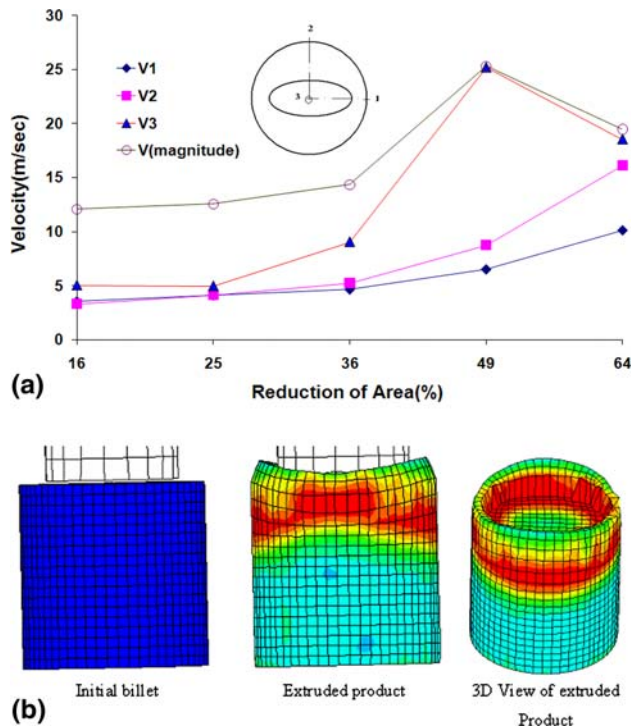 30
25
20
15
10
5
0
Velocity(m/sec)
V1
V2
V3
V(magnitude)
2
3
1
16 25 36 49 64
Reduction of Area(%)
(a)
Initial billet
Extruded product
3D View of extruded
Product
(b)